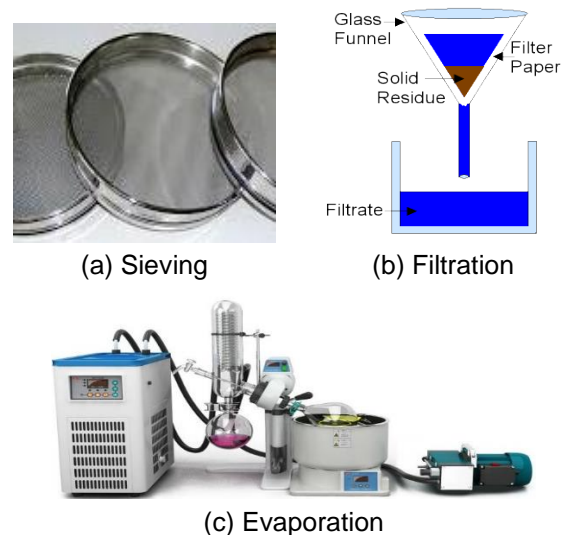 Glass
Funnel
Filter
Paper
Solid
Residue
Filtrate
(a) Sieving
(b) Filtration
(c) Evaporation